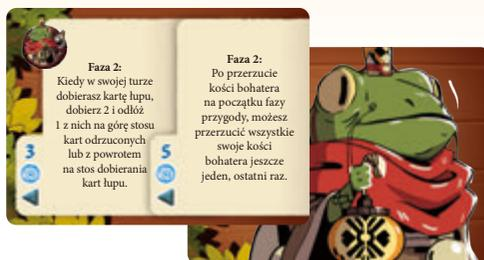 Faza 2:
Kiedy w swojej turze
dobierasz kartę łupu,
dobierz 2 i odłóż
1 z nich na górę stosu
kart odrzuconych
lub z powrotem
na stos dobierania
kart łupu.
3
Faza 2:
Po przerzucie
kości bohatera
na początku fazy
przygody, możesz
przerzucić wszystkie
swoje kości
bohatera jeszcze
jeden, ostatni raz.
5